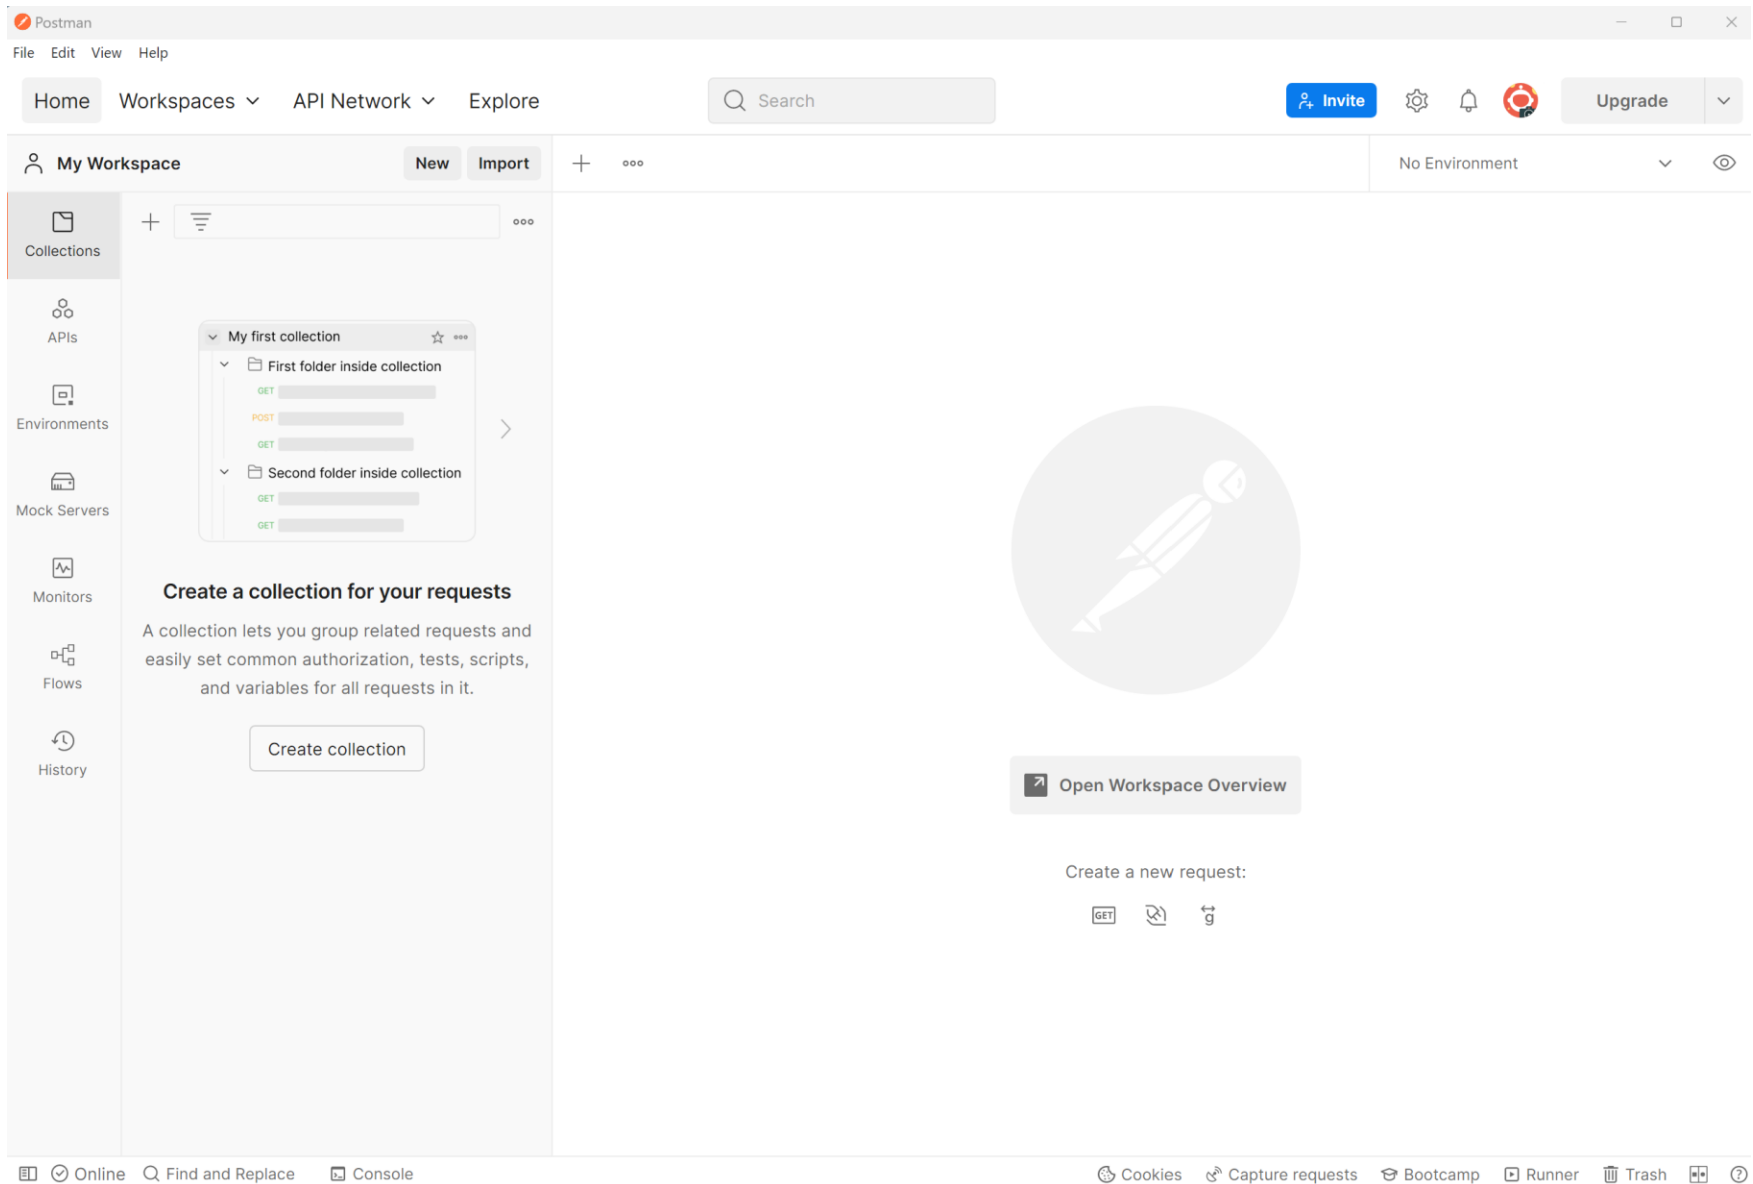 Postman
File Edit View Help
Home Workspaces API Network Explore Search Invite Upgrade
My Workspace New Import No Environment
Collections
APIs
Environments
Mock Servers
Monitors
Flows
History
My first collection
First folder inside collection
GET
POST
GET
Second folder inside collection
GET
GET
Create a collection for your requests
A collection lets you group related requests and
easily set common authorization, tests, scripts,
and variables for all requests in it.
Create collection
Open Workspace Overview
Create a new request:
GET g
Online Find and Replace Console Cookies Capture requests Bootcamp Runner Trash ?